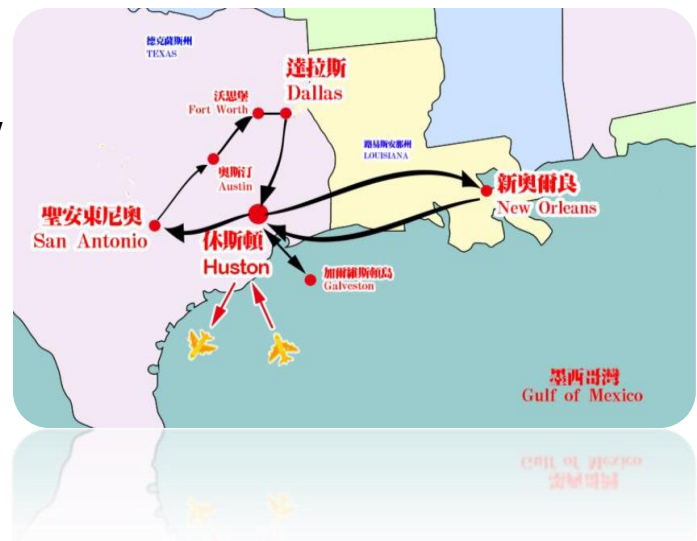 德克薩斯州
TEXAS
達拉斯
Dallas
沃思堡
Fort Worth
奧斯汀
Austin
路易斯安那州
LOUISIANA
新奧爾良
New Orleans
聖安東尼奧
San Antonio
休斯頓
Huston
加爾維斯頓島
Galveston
墨西哥灣
Gulf of Mexico